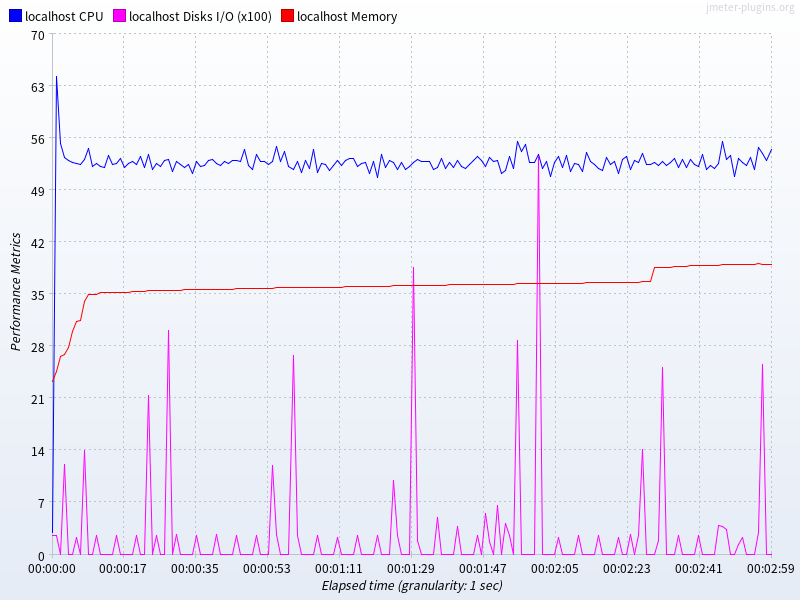 jmeter-plugins.org
localhost CPU localhost Disks I/O (x100) localhost Memory
70
63
56
49
42
35
28
21
14
7
0
Performance Metrics
00:00:00 00:00:17 00:00:35 00:00:53 00:01:11 00:01:29 00:01:47 00:02:05 00:02:23 00:02:41 00:02:59
Elapsed time (granularity: 1 sec)